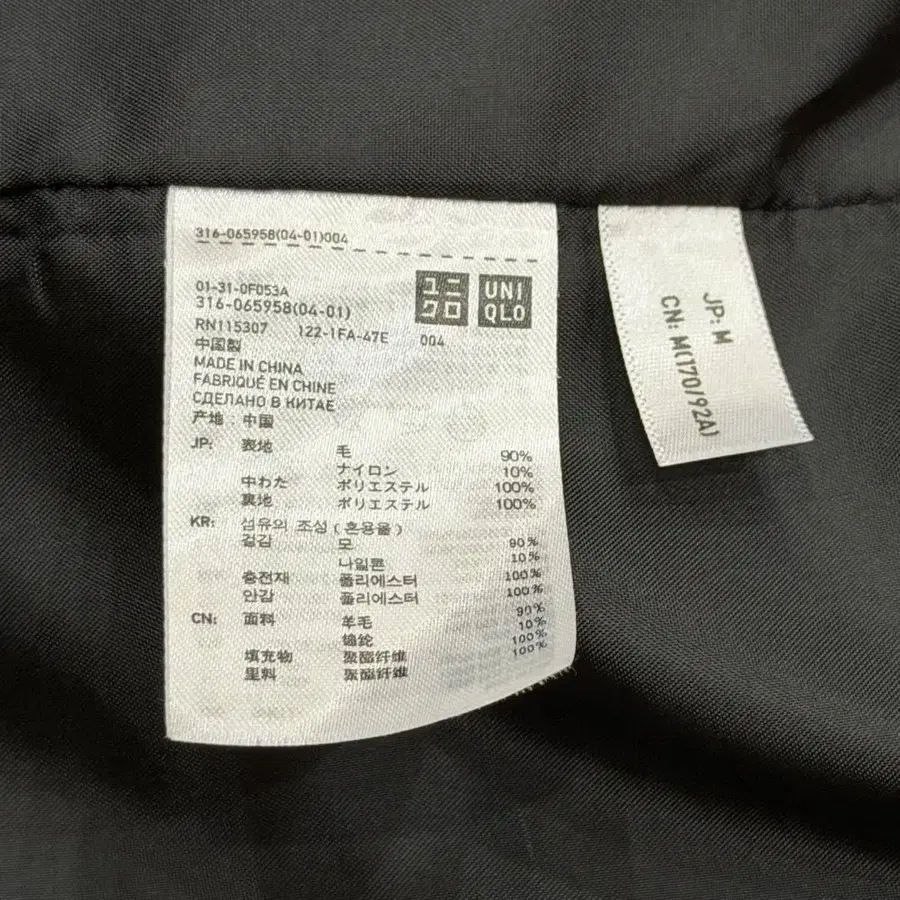 316-065958(04-01)004
01-31-0F053A
316-065958(04-01)
RN115307 122-1FA-47E 004
ユニクロ UNIQLO
中国製
MADE IN CHINA
FABRIQUÉ EN CHINE
СДЕЛАНО В КИТАЕ
产地：中国
JP: 表地 毛 90%
ナイロン 10%
中わた ポリエステル 100%
裏地 ポリエステル 100%
KR: 섬유의 조성(혼용율)
겉감 모 90%
나일론 10%
충전재 폴리에스터 100%
안감 폴리에스터 100%
CN: 面料 羊毛 90%
锦纶 10%
填充物 聚酯纤维 100%
里料 聚酯纤维 100%
JP: M
CN: M(170/92A)